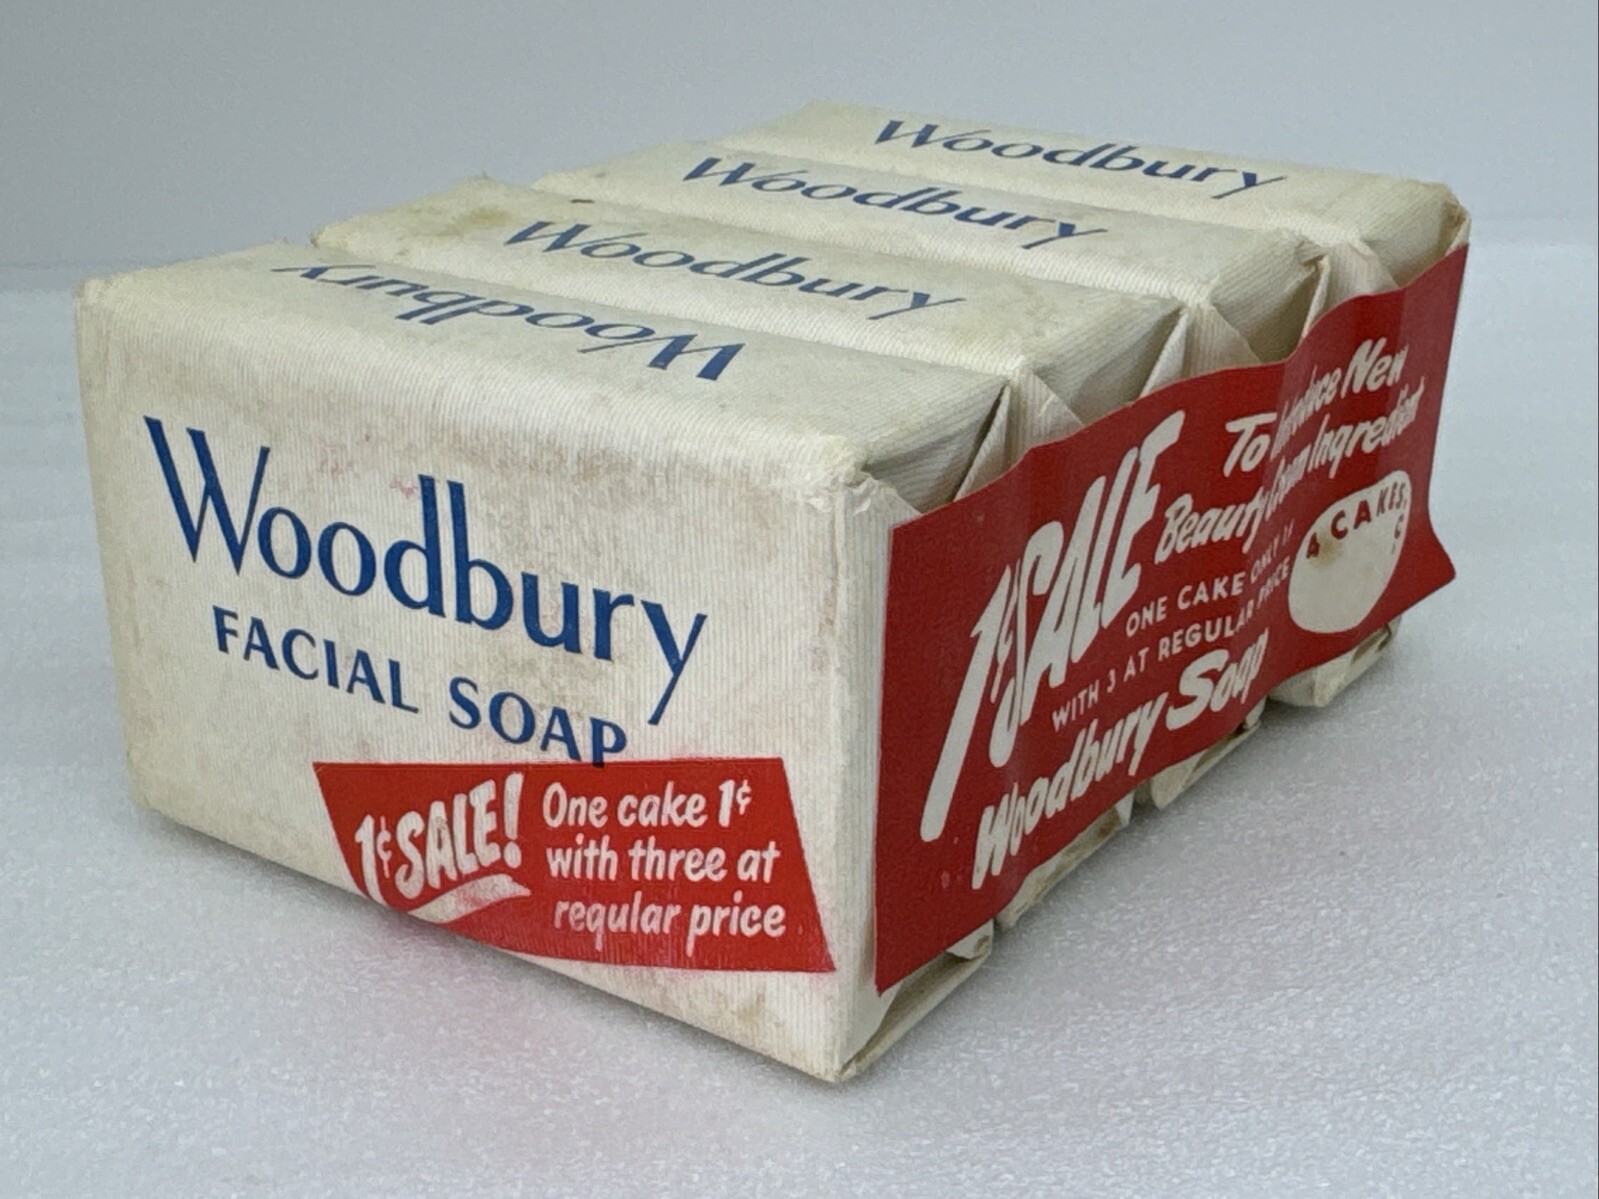 Woodbury
Woodbury
Woodbury
Woodbury
Woodbury
FACIAL SOAP
1¢ SALE!
One cake 1¢
with three at
regular price
1¢ SALE
To Introduce New
Beauty Cream Ingredient
ONE CAKE ONLY 1¢
WITH 3 AT REGULAR PRICE
Woodbury Soap
4 CAKES